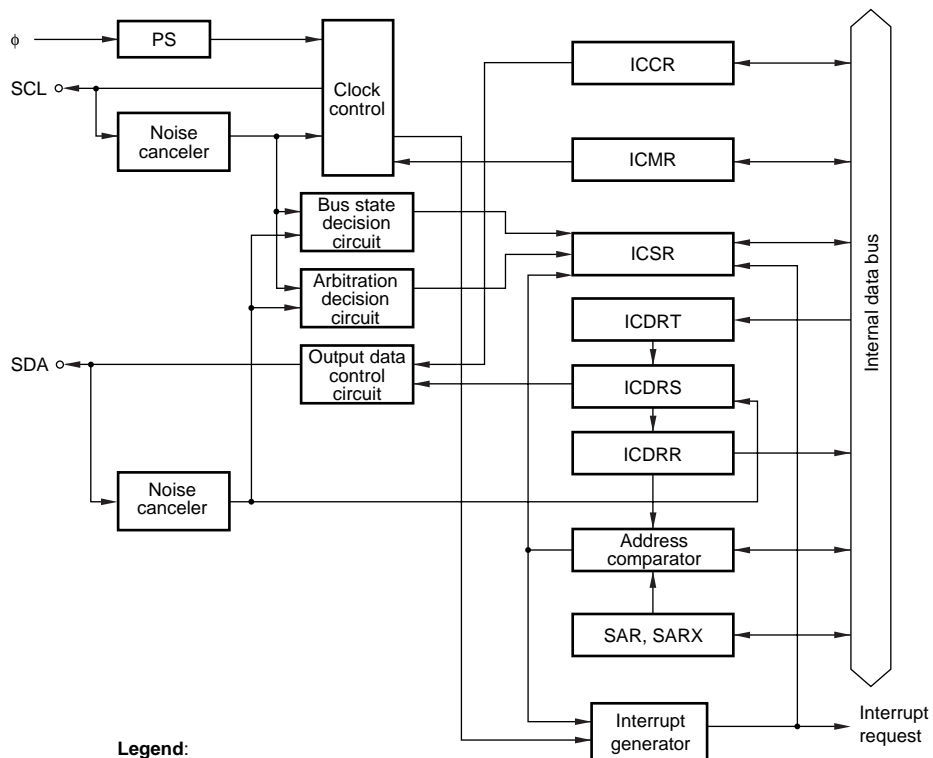 ϕ
PS
SCL
Clock
control
Noise
canceler
ICCR
ICMR
Bus state
decision
circuit
ICSR
Arbitration
decision
circuit
ICDRT
SDA
Output data
control
circuit
ICDRS
ICDRR
Noise
canceler
Address
comparator
SAR, SARX
Internal data bus
Interrupt
generator
Interrupt
request
Legend: